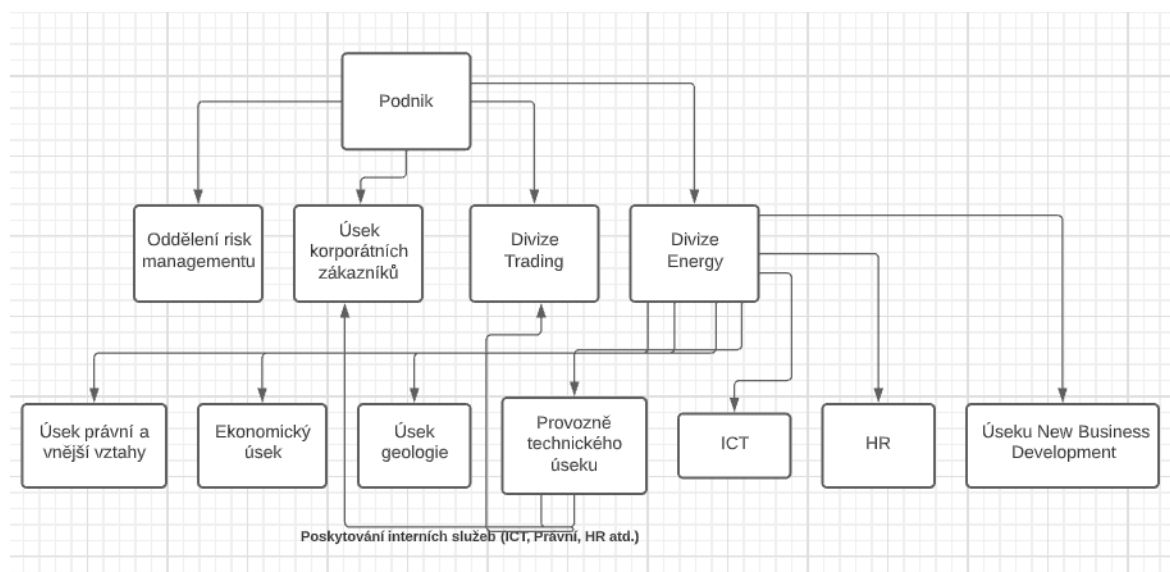 Podnik
Oddělení risk
managementu
Úsek
korporátních
zákazníků
Divize
Trading
Divize
Energy
Úsek právní a
vnější vztahy
Ekonomický
úsek
Úsek
geologie
Provozně
technického
úseku
ICT
HR
Úseku New Business
Development
Poskytování interních služeb (ICT, Právní, HR atd.)